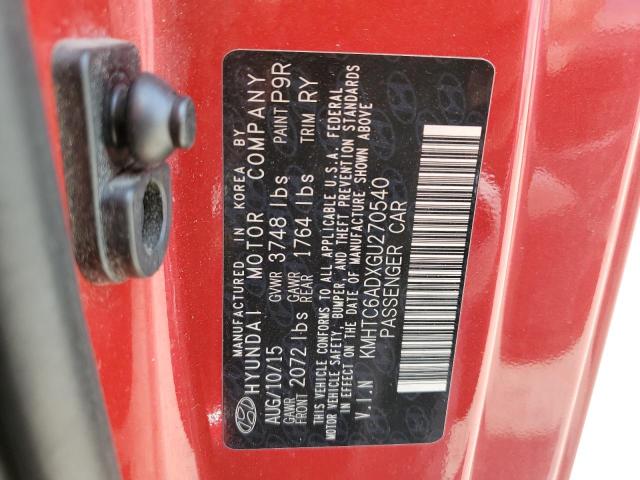 MANUFACTURED IN KOREA BY
HYUNDAI MOTOR COMPANY
AUG/10/15 GVWR 3748 lbs PAINT P9R
GAWR FRONT 2072 lbs GAWR REAR 1764 lbs TRIM RY
THIS VEHICLE CONFORMS TO ALL APPLICABLE U.S.A. FEDERAL
MOTOR VEHICLE SAFETY, BUMPER, AND THEFT PREVENTION STANDARDS
IN EFFECT ON THE DATE OF MANUFACTURE SHOWN ABOVE
V.I.N KMHTC6ADXGU270540
PASSENGER CAR